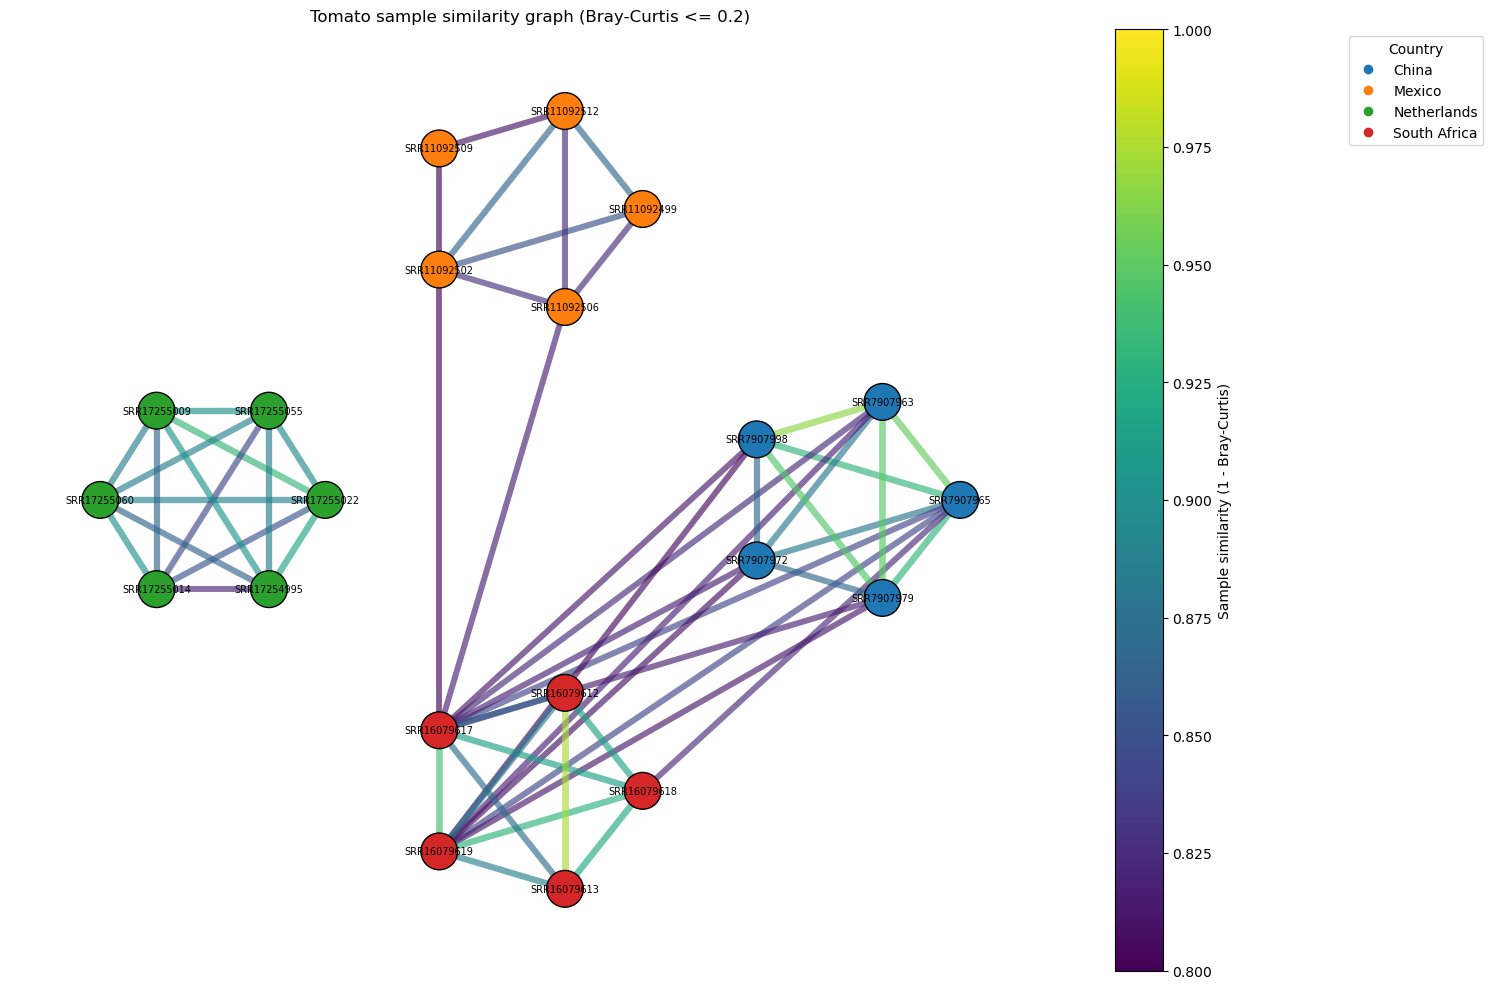 Tomato sample similarity graph (Bray-Curtis <= 0.2)
SRR11092512
SRR11092509
SRR11092499
SRR11092502
SRR11092506
SRR17255009
SRR17255055
SRR17255060
SRR17255022
SRR17255014
SRR17254995
SRR7907963
SRR7907998
SRR7907965
SRR7907972
SRR7907979
SRR16079612
SRR16079617
SRR16079618
SRR16079619
SRR16079613
1.000
0.975
0.950
0.925
0.900
0.875
0.850
0.825
0.800
Sample similarity (1 - Bray-Curtis)
Country
China
Mexico
Netherlands
South Africa